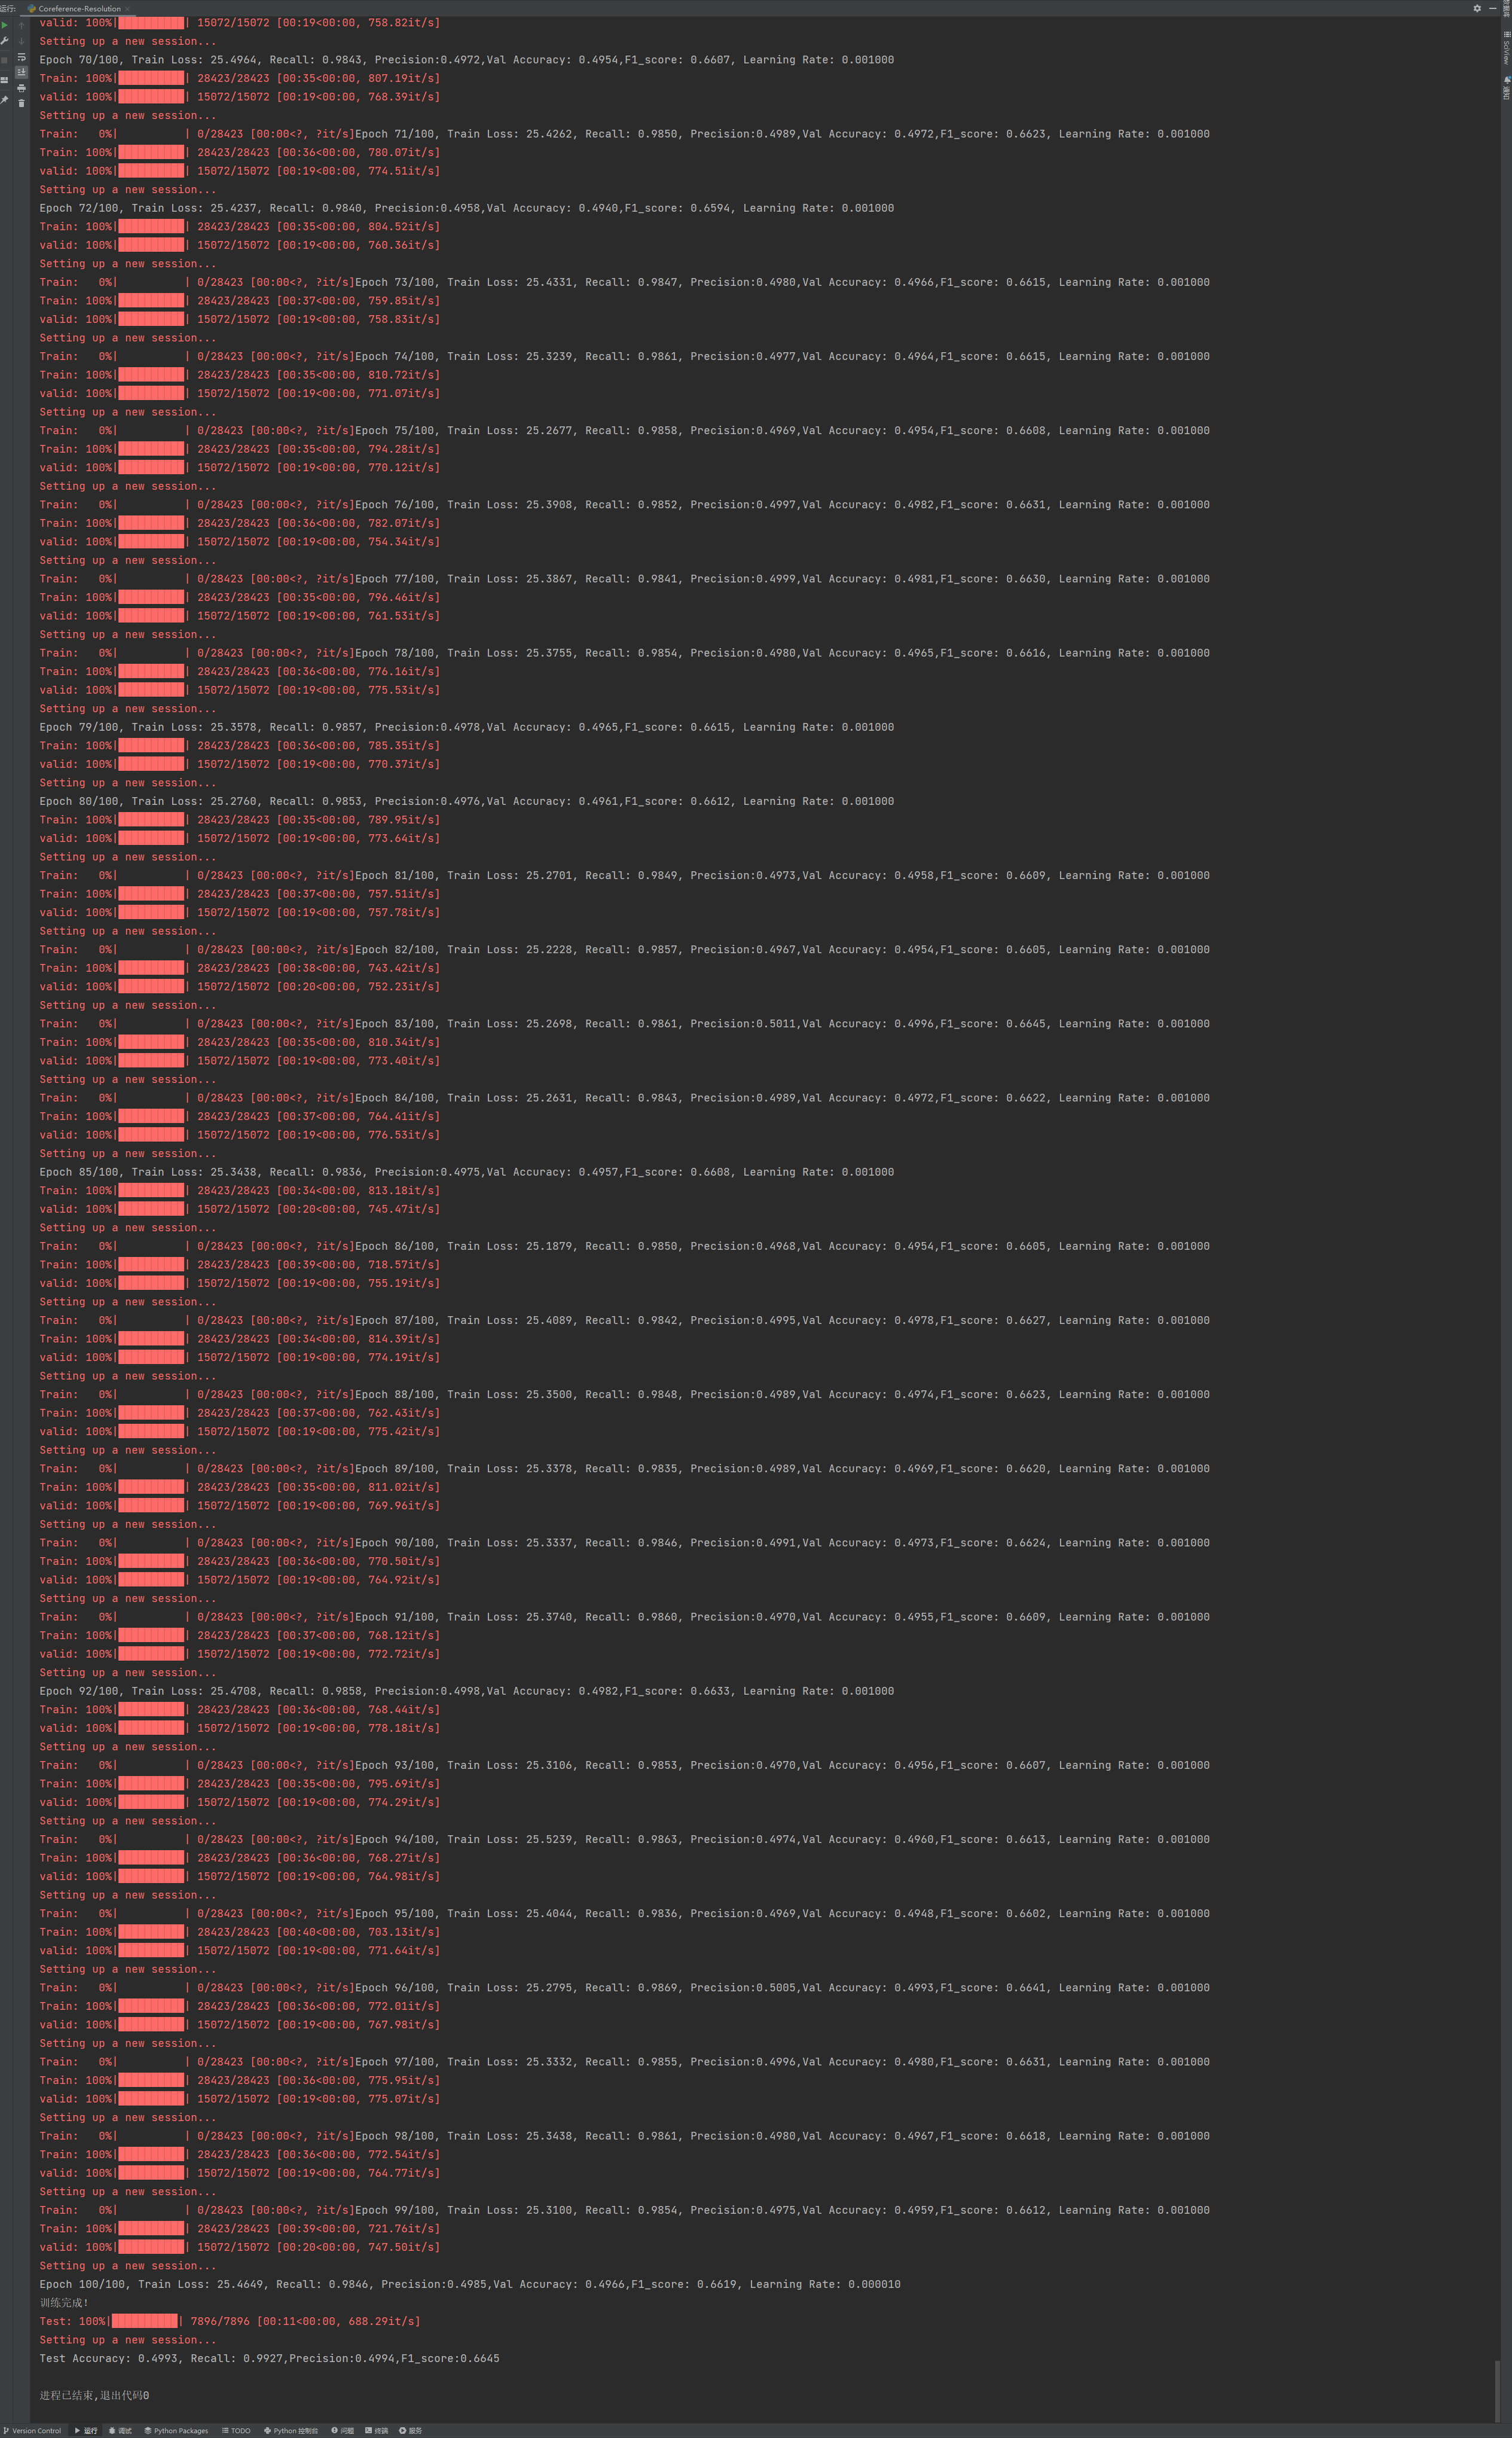 运行:
Coreference-Resolution
valid: 100%|██████████| 15072/15072 [00:19<00:00, 758.82it/s]
Setting up a new session...
Epoch 70/100, Train Loss: 25.4964, Recall: 0.9843, Precision:0.4972,Val Accuracy: 0.4954,F1_score: 0.6607, Learning Rate: 0.001000
Train: 100%|██████████| 28423/28423 [00:35<00:00, 807.19it/s]
valid: 100%|██████████| 15072/15072 [00:19<00:00, 768.39it/s]
Setting up a new session...
Train:   0%|          | 0/28423 [00:00<?, ?it/s]Epoch 71/100, Train Loss: 25.4262, Recall: 0.9850, Precision:0.4989,Val Accuracy: 0.4972,F1_score: 0.6623, Learning Rate: 0.001000
Train: 100%|██████████| 28423/28423 [00:36<00:00, 780.07it/s]
valid: 100%|██████████| 15072/15072 [00:19<00:00, 774.51it/s]
Setting up a new session...
Epoch 72/100, Train Loss: 25.4237, Recall: 0.9840, Precision:0.4958,Val Accuracy: 0.4940,F1_score: 0.6594, Learning Rate: 0.001000
Train: 100%|██████████| 28423/28423 [00:35<00:00, 804.52it/s]
valid: 100%|██████████| 15072/15072 [00:19<00:00, 760.36it/s]
Setting up a new session...
Train:   0%|          | 0/28423 [00:00<?, ?it/s]Epoch 73/100, Train Loss: 25.4331, Recall: 0.9847, Precision:0.4980,Val Accuracy: 0.4966,F1_score: 0.6615, Learning Rate: 0.001000
Train: 100%|██████████| 28423/28423 [00:37<00:00, 759.85it/s]
valid: 100%|██████████| 15072/15072 [00:19<00:00, 758.83it/s]
Setting up a new session...
Train:   0%|          | 0/28423 [00:00<?, ?it/s]Epoch 74/100, Train Loss: 25.3239, Recall: 0.9861, Precision:0.4977,Val Accuracy: 0.4964,F1_score: 0.6615, Learning Rate: 0.001000
Train: 100%|██████████| 28423/28423 [00:35<00:00, 810.72it/s]
valid: 100%|██████████| 15072/15072 [00:19<00:00, 771.07it/s]
Setting up a new session...
Train:   0%|          | 0/28423 [00:00<?, ?it/s]Epoch 75/100, Train Loss: 25.2677, Recall: 0.9858, Precision:0.4969,Val Accuracy: 0.4954,F1_score: 0.6608, Learning Rate: 0.001000
Train: 100%|██████████| 28423/28423 [00:35<00:00, 794.28it/s]
valid: 100%|██████████| 15072/15072 [00:19<00:00, 770.12it/s]
Setting up a new session...
Train:   0%|          | 0/28423 [00:00<?, ?it/s]Epoch 76/100, Train Loss: 25.3908, Recall: 0.9852, Precision:0.4997,Val Accuracy: 0.4982,F1_score: 0.6631, Learning Rate: 0.001000
Train: 100%|██████████| 28423/28423 [00:36<00:00, 782.07it/s]
valid: 100%|██████████| 15072/15072 [00:19<00:00, 754.34it/s]
Setting up a new session...
Train:   0%|          | 0/28423 [00:00<?, ?it/s]Epoch 77/100, Train Loss: 25.3867, Recall: 0.9841, Precision:0.4999,Val Accuracy: 0.4981,F1_score: 0.6630, Learning Rate: 0.001000
Train: 100%|██████████| 28423/28423 [00:35<00:00, 796.46it/s]
valid: 100%|██████████| 15072/15072 [00:19<00:00, 761.53it/s]
Setting up a new session...
Train:   0%|          | 0/28423 [00:00<?, ?it/s]Epoch 78/100, Train Loss: 25.3755, Recall: 0.9854, Precision:0.4980,Val Accuracy: 0.4965,F1_score: 0.6616, Learning Rate: 0.001000
Train: 100%|██████████| 28423/28423 [00:36<00:00, 776.16it/s]
valid: 100%|██████████| 15072/15072 [00:19<00:00, 775.53it/s]
Setting up a new session...
Epoch 79/100, Train Loss: 25.3578, Recall: 0.9857, Precision:0.4978,Val Accuracy: 0.4965,F1_score: 0.6615, Learning Rate: 0.001000
Train: 100%|██████████| 28423/28423 [00:36<00:00, 785.35it/s]
valid: 100%|██████████| 15072/15072 [00:19<00:00, 770.37it/s]
Setting up a new session...
Epoch 80/100, Train Loss: 25.2760, Recall: 0.9853, Precision:0.4976,Val Accuracy: 0.4961,F1_score: 0.6612, Learning Rate: 0.001000
Train: 100%|██████████| 28423/28423 [00:35<00:00, 789.95it/s]
valid: 100%|██████████| 15072/15072 [00:19<00:00, 773.64it/s]
Setting up a new session...
Train:   0%|          | 0/28423 [00:00<?, ?it/s]Epoch 81/100, Train Loss: 25.2701, Recall: 0.9849, Precision:0.4973,Val Accuracy: 0.4958,F1_score: 0.6609, Learning Rate: 0.001000
Train: 100%|██████████| 28423/28423 [00:37<00:00, 757.51it/s]
valid: 100%|██████████| 15072/15072 [00:19<00:00, 757.78it/s]
Setting up a new session...
Train:   0%|          | 0/28423 [00:00<?, ?it/s]Epoch 82/100, Train Loss: 25.2228, Recall: 0.9857, Precision:0.4967,Val Accuracy: 0.4954,F1_score: 0.6605, Learning Rate: 0.001000
Train: 100%|██████████| 28423/28423 [00:38<00:00, 743.42it/s]
valid: 100%|██████████| 15072/15072 [00:20<00:00, 752.23it/s]
Setting up a new session...
Train:   0%|          | 0/28423 [00:00<?, ?it/s]Epoch 83/100, Train Loss: 25.2698, Recall: 0.9861, Precision:0.5011,Val Accuracy: 0.4996,F1_score: 0.6645, Learning Rate: 0.001000
Train: 100%|██████████| 28423/28423 [00:35<00:00, 810.34it/s]
valid: 100%|██████████| 15072/15072 [00:19<00:00, 773.40it/s]
Setting up a new session...
Train:   0%|          | 0/28423 [00:00<?, ?it/s]Epoch 84/100, Train Loss: 25.2631, Recall: 0.9843, Precision:0.4989,Val Accuracy: 0.4972,F1_score: 0.6622, Learning Rate: 0.001000
Train: 100%|██████████| 28423/28423 [00:37<00:00, 764.41it/s]
valid: 100%|██████████| 15072/15072 [00:19<00:00, 776.53it/s]
Setting up a new session...
Epoch 85/100, Train Loss: 25.3438, Recall: 0.9836, Precision:0.4975,Val Accuracy: 0.4957,F1_score: 0.6608, Learning Rate: 0.001000
Train: 100%|██████████| 28423/28423 [00:34<00:00, 813.18it/s]
valid: 100%|██████████| 15072/15072 [00:20<00:00, 745.47it/s]
Setting up a new session...
Train:   0%|          | 0/28423 [00:00<?, ?it/s]Epoch 86/100, Train Loss: 25.1879, Recall: 0.9850, Precision:0.4968,Val Accuracy: 0.4954,F1_score: 0.6605, Learning Rate: 0.001000
Train: 100%|██████████| 28423/28423 [00:39<00:00, 718.57it/s]
valid: 100%|██████████| 15072/15072 [00:19<00:00, 755.19it/s]
Setting up a new session...
Train:   0%|          | 0/28423 [00:00<?, ?it/s]Epoch 87/100, Train Loss: 25.4089, Recall: 0.9842, Precision:0.4995,Val Accuracy: 0.4978,F1_score: 0.6627, Learning Rate: 0.001000
Train: 100%|██████████| 28423/28423 [00:34<00:00, 814.39it/s]
valid: 100%|██████████| 15072/15072 [00:19<00:00, 774.19it/s]
Setting up a new session...
Train:   0%|          | 0/28423 [00:00<?, ?it/s]Epoch 88/100, Train Loss: 25.3500, Recall: 0.9848, Precision:0.4989,Val Accuracy: 0.4974,F1_score: 0.6623, Learning Rate: 0.001000
Train: 100%|██████████| 28423/28423 [00:37<00:00, 762.43it/s]
valid: 100%|██████████| 15072/15072 [00:19<00:00, 775.42it/s]
Setting up a new session...
Train:   0%|          | 0/28423 [00:00<?, ?it/s]Epoch 89/100, Train Loss: 25.3378, Recall: 0.9835, Precision:0.4989,Val Accuracy: 0.4969,F1_score: 0.6620, Learning Rate: 0.001000
Train: 100%|██████████| 28423/28423 [00:35<00:00, 811.02it/s]
valid: 100%|██████████| 15072/15072 [00:19<00:00, 769.96it/s]
Setting up a new session...
Train:   0%|          | 0/28423 [00:00<?, ?it/s]Epoch 90/100, Train Loss: 25.3337, Recall: 0.9846, Precision:0.4991,Val Accuracy: 0.4973,F1_score: 0.6624, Learning Rate: 0.001000
Train: 100%|██████████| 28423/28423 [00:36<00:00, 770.50it/s]
valid: 100%|██████████| 15072/15072 [00:19<00:00, 764.92it/s]
Setting up a new session...
Train:   0%|          | 0/28423 [00:00<?, ?it/s]Epoch 91/100, Train Loss: 25.3740, Recall: 0.9860, Precision:0.4970,Val Accuracy: 0.4955,F1_score: 0.6609, Learning Rate: 0.001000
Train: 100%|██████████| 28423/28423 [00:37<00:00, 768.12it/s]
valid: 100%|██████████| 15072/15072 [00:19<00:00, 772.72it/s]
Setting up a new session...
Epoch 92/100, Train Loss: 25.4708, Recall: 0.9858, Precision:0.4998,Val Accuracy: 0.4982,F1_score: 0.6633, Learning Rate: 0.001000
Train: 100%|██████████| 28423/28423 [00:36<00:00, 768.44it/s]
valid: 100%|██████████| 15072/15072 [00:19<00:00, 778.18it/s]
Setting up a new session...
Train:   0%|          | 0/28423 [00:00<?, ?it/s]Epoch 93/100, Train Loss: 25.3106, Recall: 0.9853, Precision:0.4970,Val Accuracy: 0.4956,F1_score: 0.6607, Learning Rate: 0.001000
Train: 100%|██████████| 28423/28423 [00:35<00:00, 795.69it/s]
valid: 100%|██████████| 15072/15072 [00:19<00:00, 774.29it/s]
Setting up a new session...
Train:   0%|          | 0/28423 [00:00<?, ?it/s]Epoch 94/100, Train Loss: 25.5239, Recall: 0.9863, Precision:0.4974,Val Accuracy: 0.4960,F1_score: 0.6613, Learning Rate: 0.001000
Train: 100%|██████████| 28423/28423 [00:36<00:00, 768.27it/s]
valid: 100%|██████████| 15072/15072 [00:19<00:00, 764.98it/s]
Setting up a new session...
Train:   0%|          | 0/28423 [00:00<?, ?it/s]Epoch 95/100, Train Loss: 25.4044, Recall: 0.9836, Precision:0.4969,Val Accuracy: 0.4948,F1_score: 0.6602, Learning Rate: 0.001000
Train: 100%|██████████| 28423/28423 [00:40<00:00, 703.13it/s]
valid: 100%|██████████| 15072/15072 [00:19<00:00, 771.64it/s]
Setting up a new session...
Train:   0%|          | 0/28423 [00:00<?, ?it/s]Epoch 96/100, Train Loss: 25.2795, Recall: 0.9869, Precision:0.5005,Val Accuracy: 0.4993,F1_score: 0.6641, Learning Rate: 0.001000
Train: 100%|██████████| 28423/28423 [00:36<00:00, 772.01it/s]
valid: 100%|██████████| 15072/15072 [00:19<00:00, 767.98it/s]
Setting up a new session...
Train:   0%|          | 0/28423 [00:00<?, ?it/s]Epoch 97/100, Train Loss: 25.3332, Recall: 0.9855, Precision:0.4996,Val Accuracy: 0.4980,F1_score: 0.6631, Learning Rate: 0.001000
Train: 100%|██████████| 28423/28423 [00:36<00:00, 775.95it/s]
valid: 100%|██████████| 15072/15072 [00:19<00:00, 775.07it/s]
Setting up a new session...
Train:   0%|          | 0/28423 [00:00<?, ?it/s]Epoch 98/100, Train Loss: 25.3438, Recall: 0.9861, Precision:0.4980,Val Accuracy: 0.4967,F1_score: 0.6618, Learning Rate: 0.001000
Train: 100%|██████████| 28423/28423 [00:36<00:00, 772.54it/s]
valid: 100%|██████████| 15072/15072 [00:19<00:00, 764.77it/s]
Setting up a new session...
Train:   0%|          | 0/28423 [00:00<?, ?it/s]Epoch 99/100, Train Loss: 25.3100, Recall: 0.9854, Precision:0.4975,Val Accuracy: 0.4959,F1_score: 0.6612, Learning Rate: 0.001000
Train: 100%|██████████| 28423/28423 [00:39<00:00, 721.76it/s]
valid: 100%|██████████| 15072/15072 [00:20<00:00, 747.50it/s]
Setting up a new session...
Epoch 100/100, Train Loss: 25.4649, Recall: 0.9846, Precision:0.4985,Val Accuracy: 0.4966,F1_score: 0.6619, Learning Rate: 0.000010
训练完成!
Test: 100%|██████████| 7896/7896 [00:11<00:00, 688.29it/s]
Setting up a new session...
Test Accuracy: 0.4993, Recall: 0.9927,Precision:0.4994,F1_score:0.6645
进程已结束,退出代码0
Version Control 运行 调试 Python Packages TODO Python 控制台 问题 终端 服务
SciView
通知